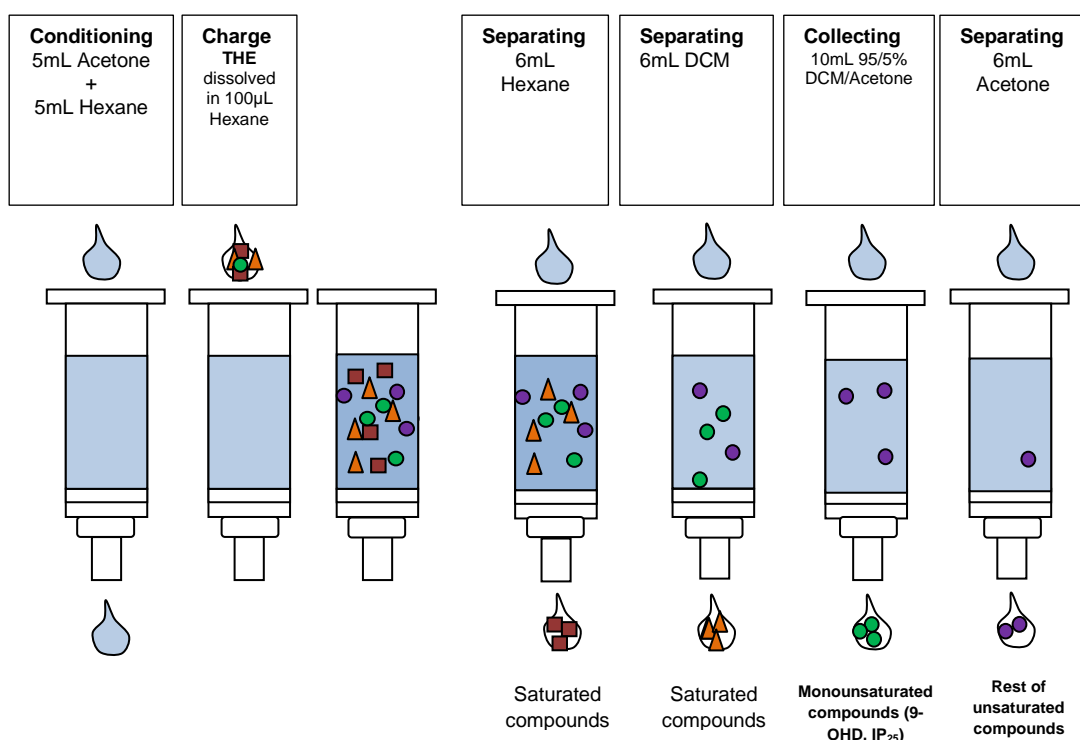 Conditioning
5mL Acetone
+
5mL Hexane
Charge
THE
dissolved
in 100µL
Hexane
Separating
6mL
Hexane
Separating
6mL DCM
Collecting
10mL 95/5%
DCM/Acetone
Separating
6mL
Acetone
Saturated
compounds
Saturated
compounds
Monounsaturated
compounds (9-
OHD, IP₂₅)
Rest of
unsaturated
compounds